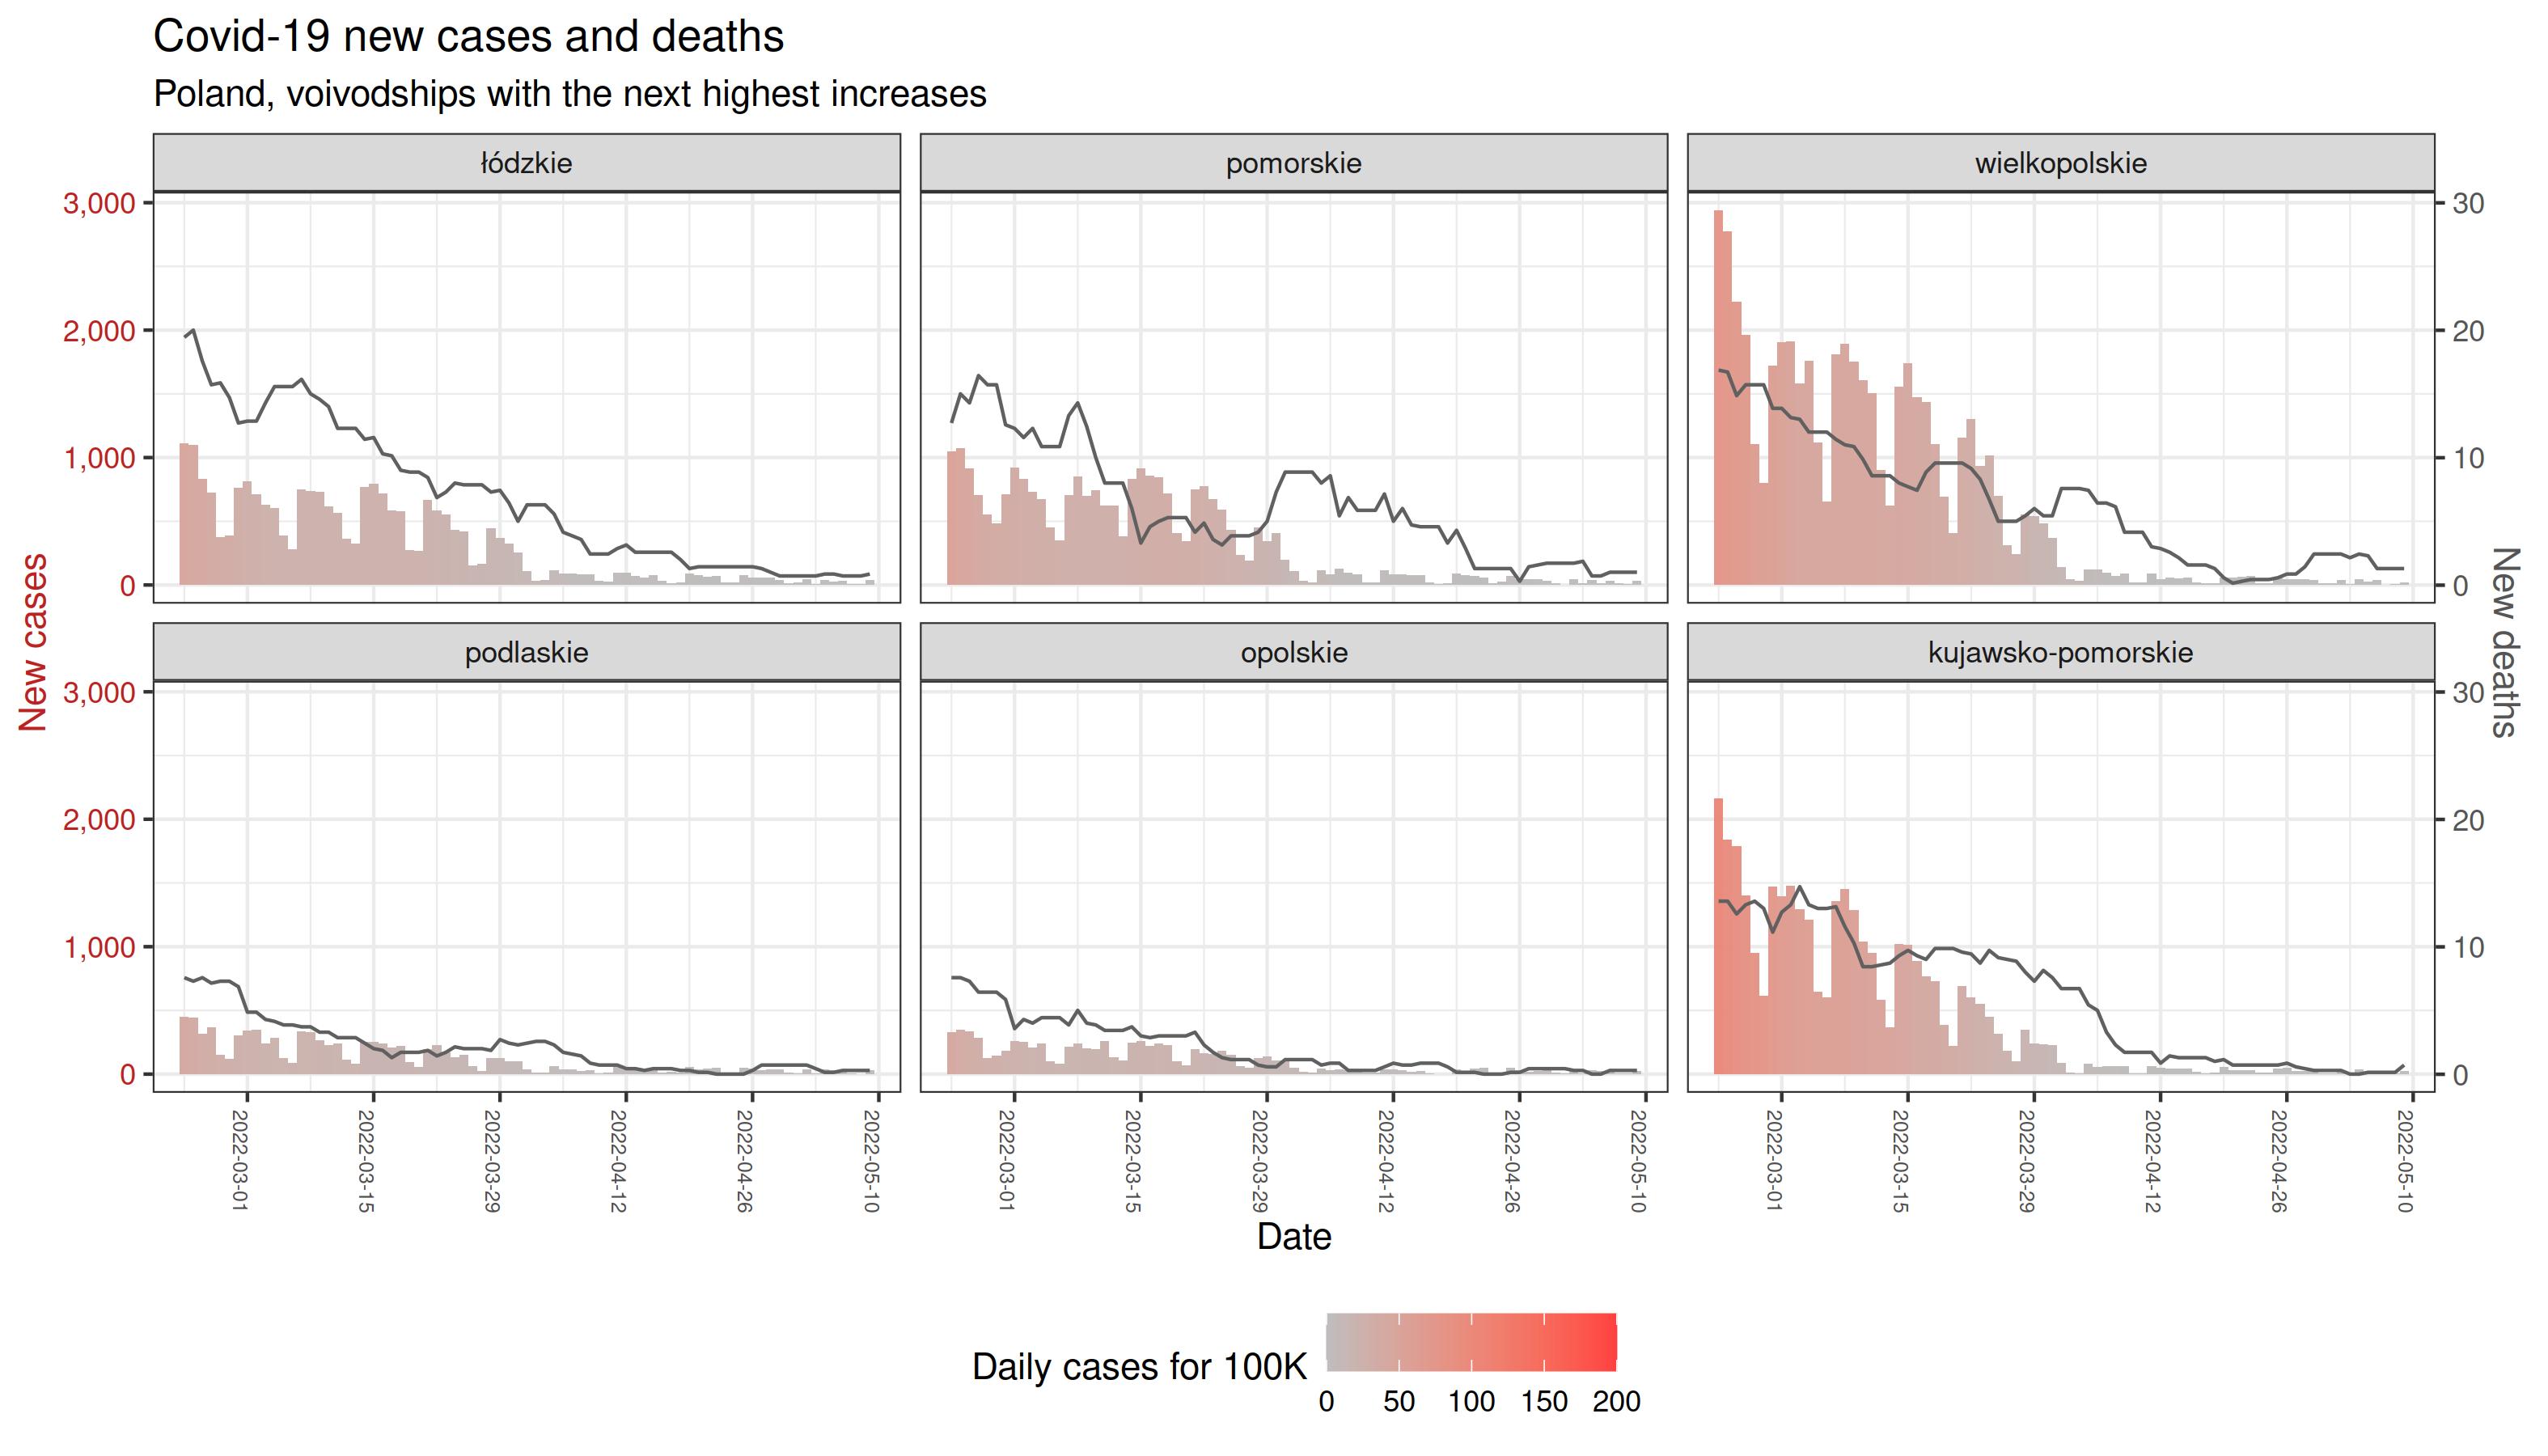 Covid-19 new cases and deaths
Poland, voivodships with the next highest increases
łódzkie
pomorskie
wielkopolskie
3,000
2,000
1,000
0
30
20
10
0
New cases
New deaths
podlaskie
opolskie
kujawsko-pomorskie
3,000
2,000
1,000
0
30
20
10
0
2022-03-01
2022-03-15
2022-03-29
2022-04-12
2022-04-26
2022-05-10
2022-03-01
2022-03-15
2022-03-29
2022-04-12
2022-04-26
2022-05-10
2022-03-01
2022-03-15
2022-03-29
2022-04-12
2022-04-26
2022-05-10
Date
Daily cases for 100K
0 50 100 150 200